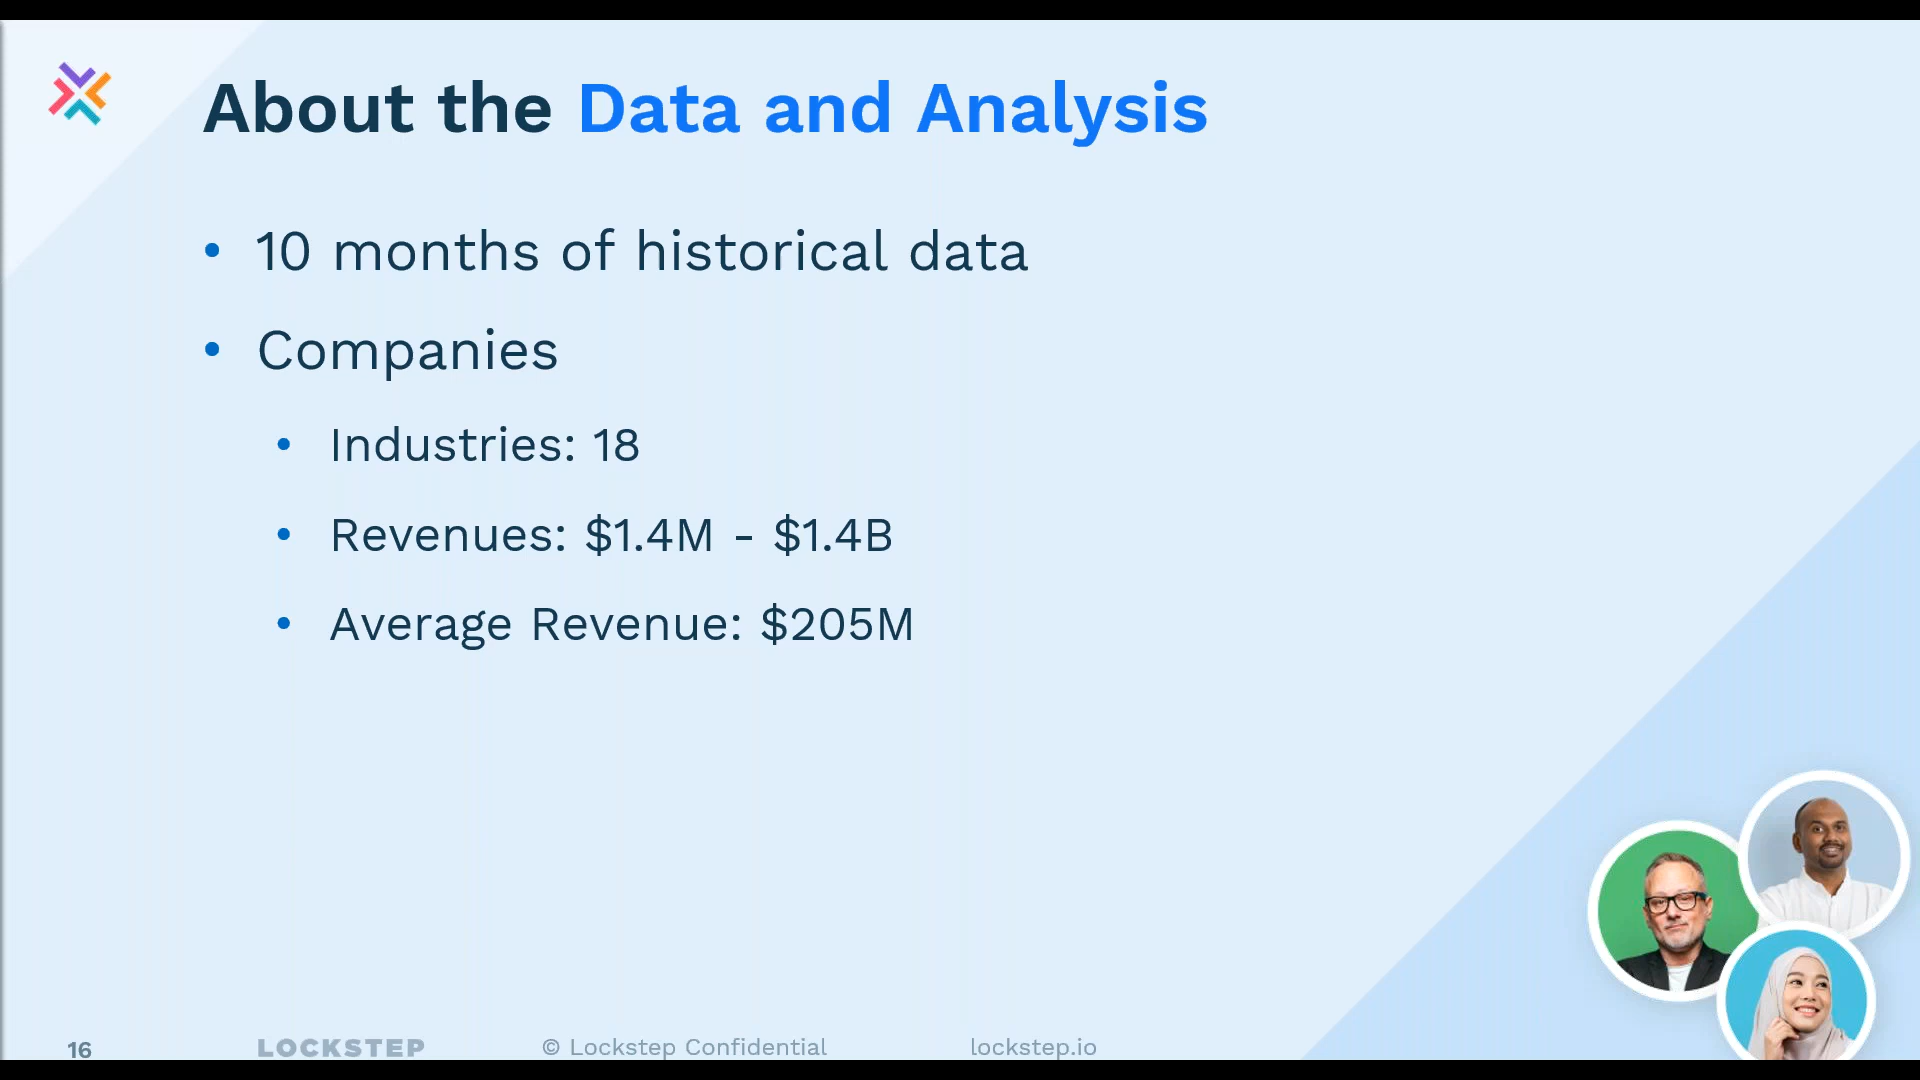 About the Data and Analysis
• 10 months of historical data
• Companies
• Industries: 18
• Revenues: $1.4M - $1.4B
• Average Revenue: $205M
16 LOCKSTEP © Lockstep Confidential lockstep.io